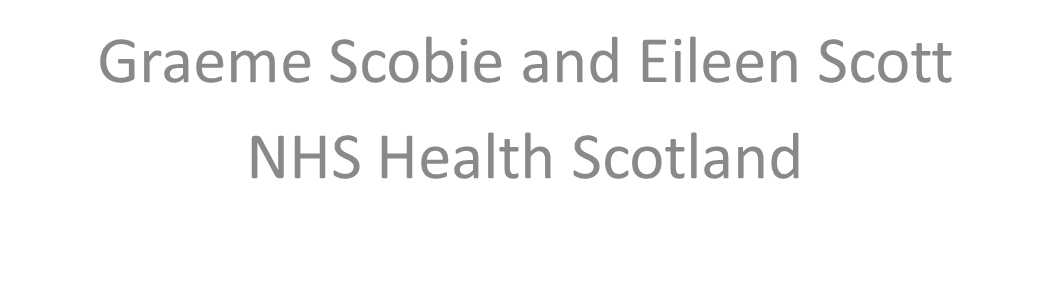 Graeme Scobie and Eileen Scott
NHS Health Scotland